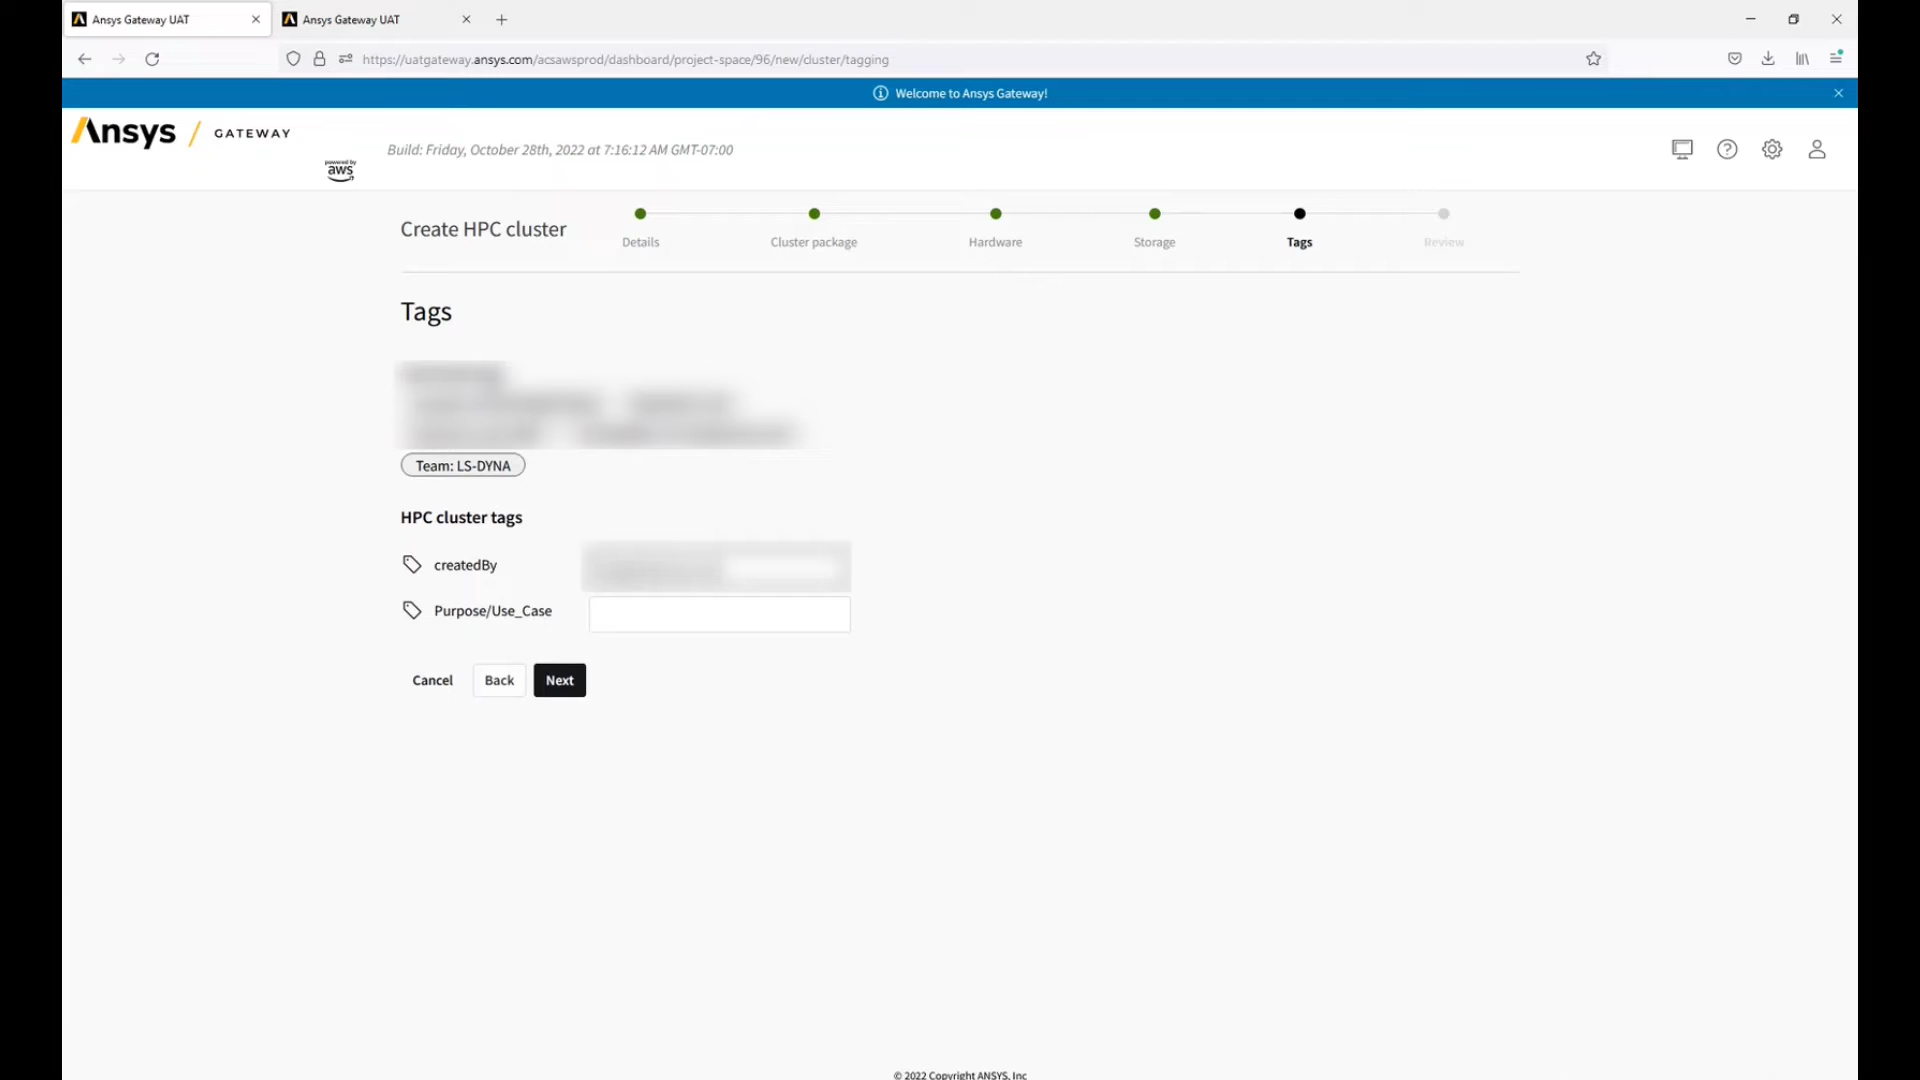 Ansys Gateway UAT
Ansys Gateway UAT
https://uatgateway.ansys.com/acsawsprod/dashboard/project-space/96/new/cluster/tagging
Welcome to Ansys Gateway!
Ansys / GATEWAY
powered by
aws
Build: Friday, October 28th, 2022 at 7:16:12 AM GMT-07:00
Create HPC cluster
Details
Cluster package
Hardware
Storage
Tags
Review
Tags
Team: LS-DYNA
HPC cluster tags
createdBy
Purpose/Use_Case
Cancel
Back
Next
© 2022 Copyright ANSYS, Inc